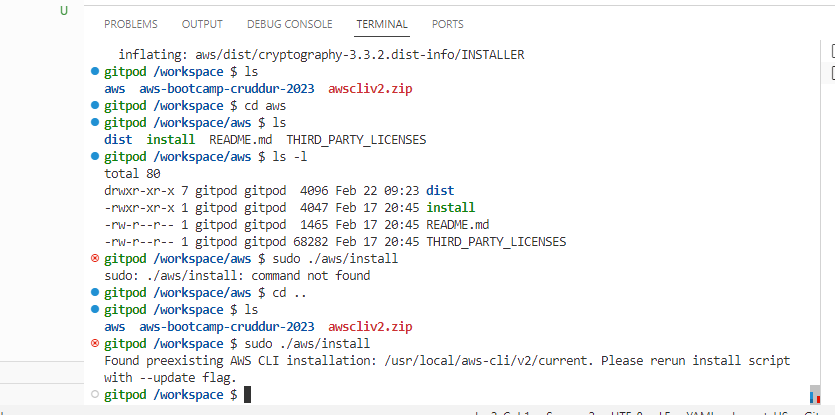 U
PROBLEMS OUTPUT DEBUG CONSOLE TERMINAL PORTS
inflating: aws/dist/cryptography-3.3.2.dist-info/INSTALLER
gitpod /workspace $ ls
aws aws-bootcamp-cruddur-2023 awscliv2.zip
gitpod /workspace $ cd aws
gitpod /workspace/aws $ ls
dist install README.md THIRD_PARTY_LICENSES
gitpod /workspace/aws $ ls -l
total 80
drwxr-xr-x 7 gitpod gitpod 4096 Feb 22 09:23 dist
-rwxr-xr-x 1 gitpod gitpod 4047 Feb 17 20:45 install
-rw-r--r-- 1 gitpod gitpod 1465 Feb 17 20:45 README.md
-rw-r--r-- 1 gitpod gitpod 68282 Feb 17 20:45 THIRD_PARTY_LICENSES
gitpod /workspace/aws $ sudo ./aws/install
sudo: ./aws/install: command not found
gitpod /workspace/aws $ cd ..
gitpod /workspace $ ls
aws aws-bootcamp-cruddur-2023 awscliv2.zip
gitpod /workspace $ sudo ./aws/install
Found preexisting AWS CLI installation: /usr/local/aws-cli/v2/current. Please rerun install script
with --update flag.
gitpod /workspace $